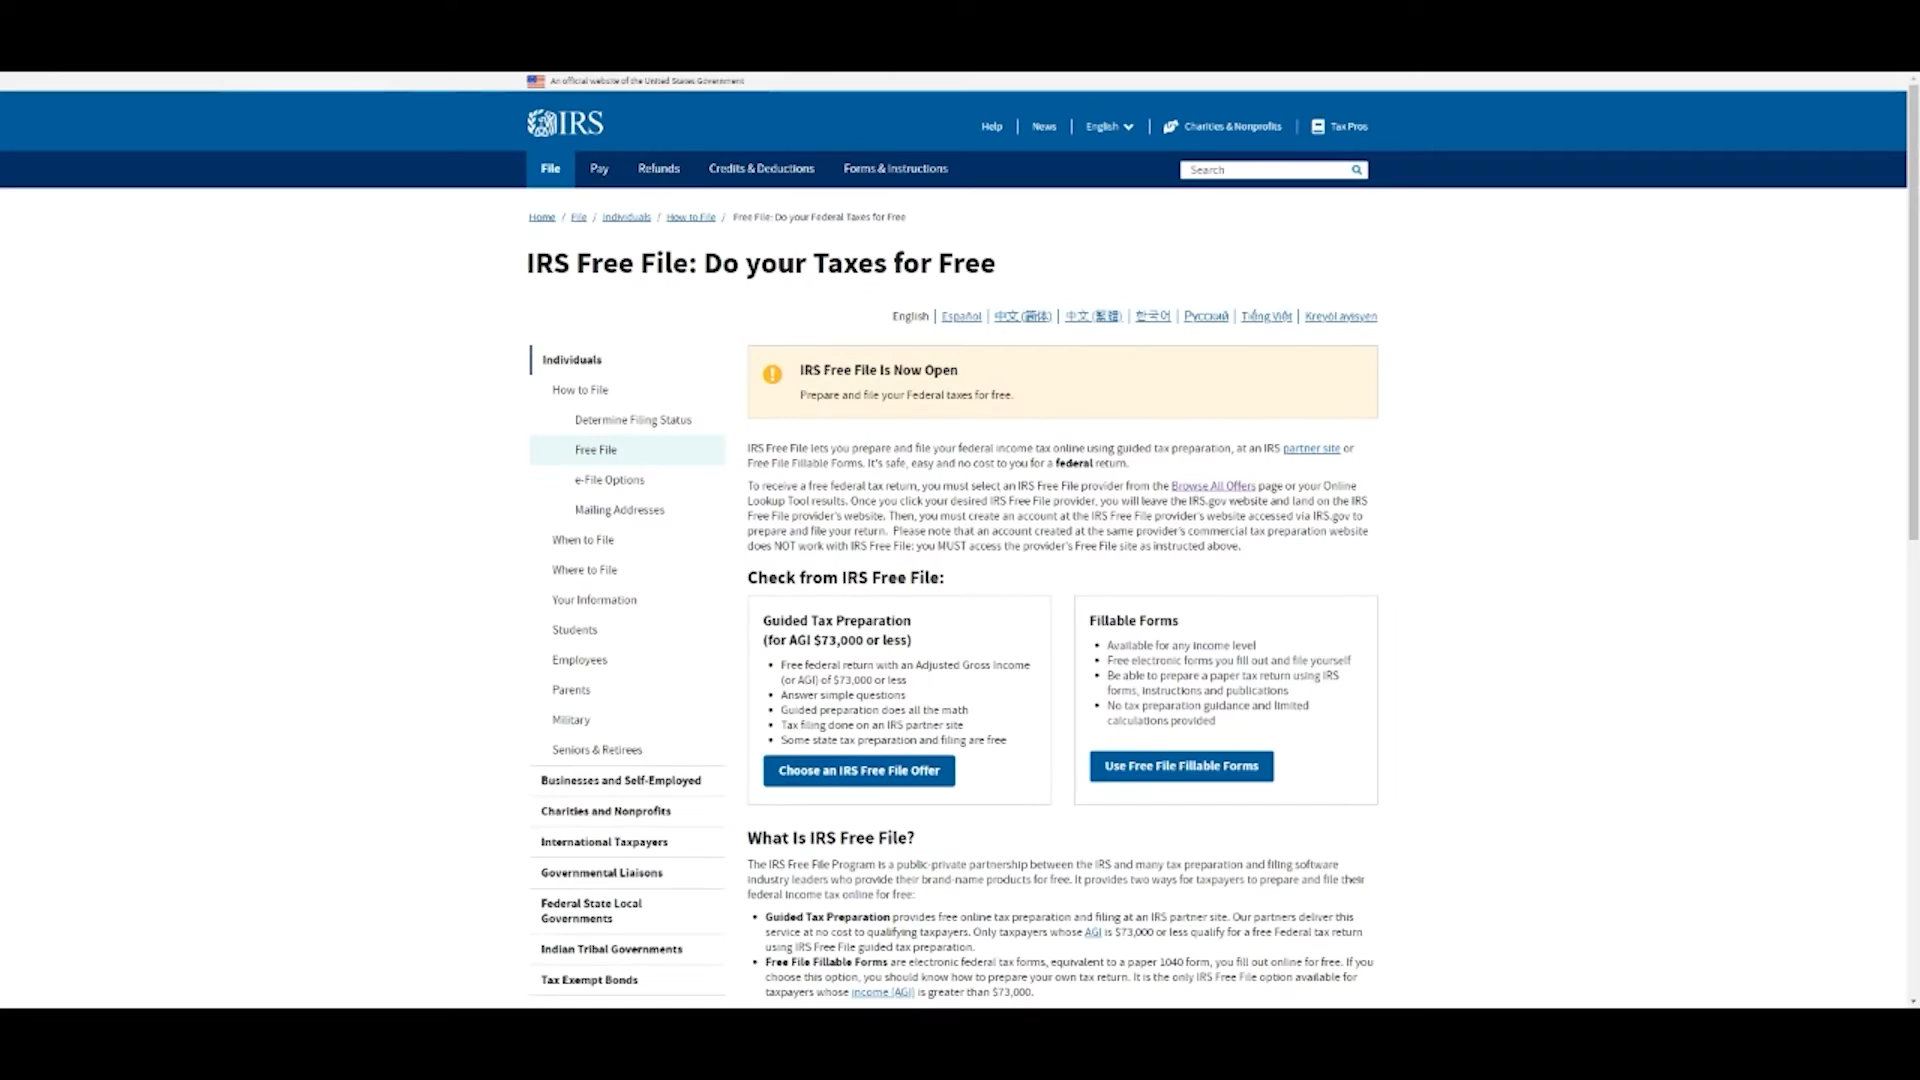 An official website of the United States Government
IRS
Help
News
English
Charities & Nonprofits
Tax Pros
File
Pay
Refunds
Credits & Deductions
Forms & Instructions
Search
Home / File / Individuals / How to File / Free File: Do your Federal Taxes for Free
IRS Free File: Do your Taxes for Free
English | Español | 中文 (简体) | 中文 (繁體) | 한국어 | Русский | Tiếng Việt | Kreyòl ayisyen
Individuals
How to File
Determine Filing Status
Free File
e-File Options
Mailing Addresses
When to File
Where to File
Your Information
Students
Employees
Parents
Military
Seniors & Retirees
Businesses and Self-Employed
Charities and Nonprofits
International Taxpayers
Governmental Liaisons
Federal State Local
Governments
Indian Tribal Governments
Tax Exempt Bonds
IRS Free File Is Now Open
Prepare and file your Federal taxes for free.
IRS Free File lets you prepare and file your federal income tax online using guided tax preparation, at an IRS partner site or
Free File Fillable Forms. It's safe, easy and no cost to you for a federal return.
To receive a free federal tax return, you must select an IRS Free File provider from the Browse All Offers page or your Online
Lookup Tool results. Once you click your desired IRS Free File provider, you will leave the IRS.gov website and land on the IRS
Free File provider's website. Then, you must create an account at the IRS Free File provider's website accessed via IRS.gov to
prepare and file your return. Please note that an account created at the same provider's commercial tax preparation website
does NOT work with IRS Free File: you MUST access the provider's Free File site as instructed above.
Check from IRS Free File:
Guided Tax Preparation
(for AGI $73,000 or less)
• Free federal return with an Adjusted Gross Income
(or AGI) of $73,000 or less
• Answer simple questions
• Guided preparation does all the math
• Tax filing done on an IRS partner site
• Some state tax preparation and filing are free
Choose an IRS Free File Offer
Fillable Forms
• Available for any income level
• Free electronic forms you fill out and file yourself
• Be able to prepare a paper tax return using IRS
forms, instructions and publications
• No tax preparation guidance and limited
calculations provided
Use Free File Fillable Forms
What Is IRS Free File?
The IRS Free File Program is a public-private partnership between the IRS and many tax preparation and filing software
industry leaders who provide their brand-name products for free. It provides two ways for taxpayers to prepare and file their
federal income tax online for free:
• Guided Tax Preparation provides free online tax preparation and filing at an IRS partner site. Our partners deliver this
service at no cost to qualifying taxpayers. Only taxpayers whose AGI is $73,000 or less qualify for a free Federal tax return
using IRS Free File guided tax preparation.
• Free File Fillable Forms are electronic federal tax forms, equivalent to a paper 1040 form, you fill out online for free. If you
choose this option, you should know how to prepare your own tax return. It is the only IRS Free File option available for
taxpayers whose income (AGI) is greater than $73,000.